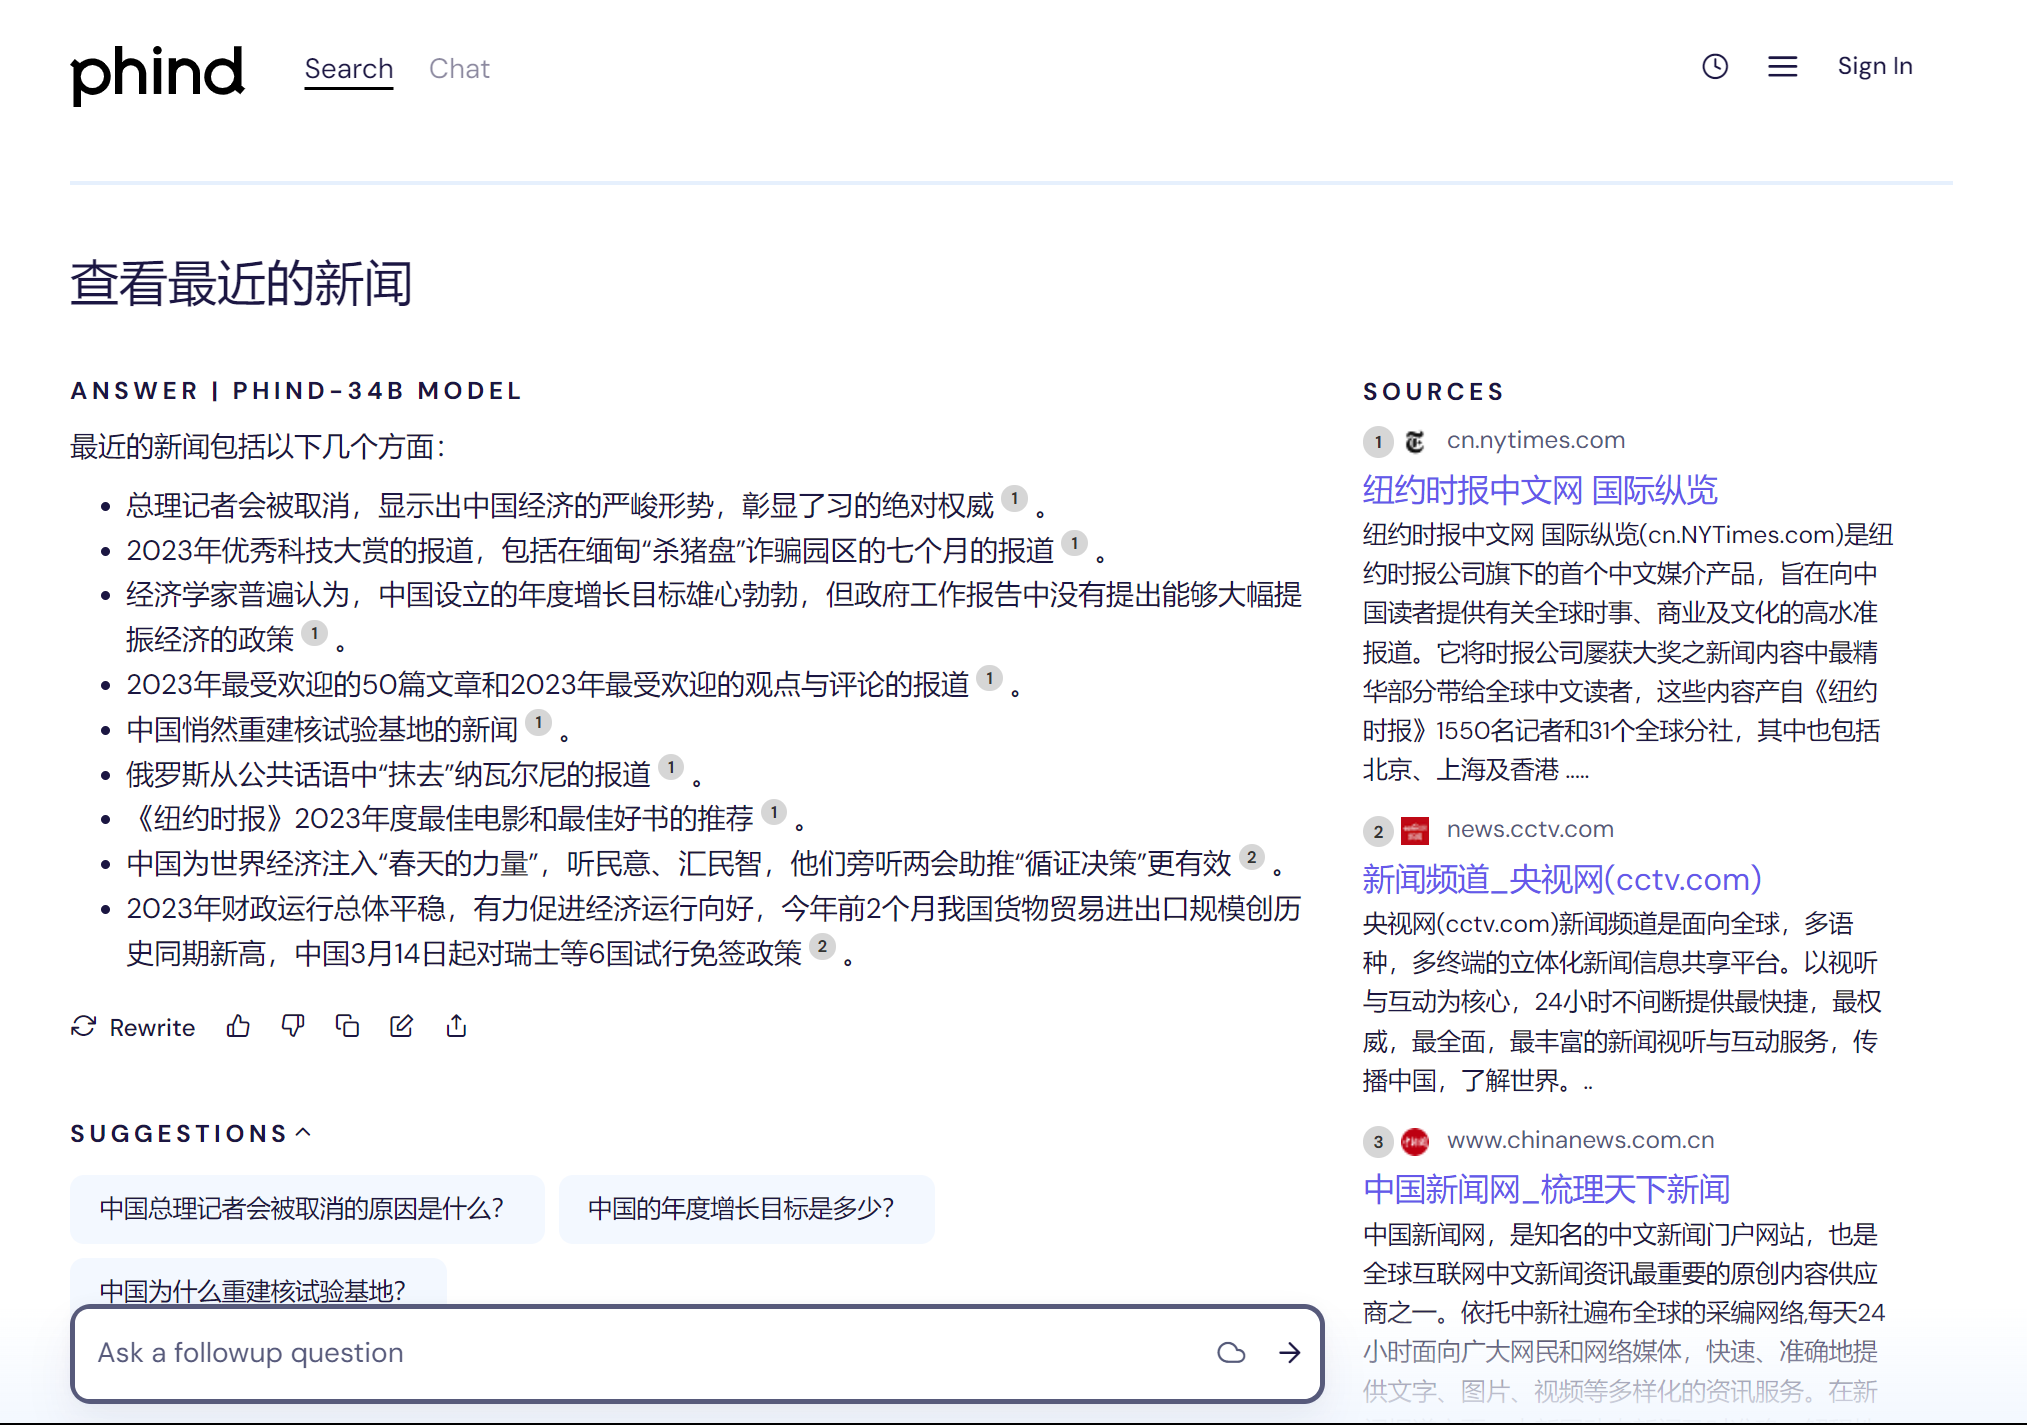 phind
Search
Chat
Sign In
查看最近的新闻
ANSWER | PHIND-34B MODEL
最近的新闻包括以下几个方面：
• 总理记者会被取消，显示出中国经济的严峻形势，彰显了习的绝对权威 1 。
• 2023年优秀科技大赏的报道，包括在缅甸“杀猪盘”诈骗园区的七个月的报道 1 。
• 经济学家普遍认为，中国设立的年度增长目标雄心勃勃，但政府工作报告中没有提出能够大幅提
振经济的政策 1 。
• 2023年最受欢迎的50篇文章和2023年最受欢迎的观点与评论的报道 1 。
• 中国悄然重建核试验基地的新闻 1 。
• 俄罗斯从公共话语中“抹去”纳瓦尔尼的报道 1 。
• 《纽约时报》2023年度最佳电影和最佳好书的推荐 1 。
• 中国为世界经济注入“春天的力量”，听民意、汇民智，他们旁听两会助推“循证决策”更有效 2 。
• 2023年财政运行总体平稳，有力促进经济运行向好，今年前2个月我国货物贸易进出口规模创历
史同期新高，中国3月14日起对瑞士等6国试行免签政策 2 。
Rewrite
SUGGESTIONS
中国总理记者会被取消的原因是什么？
中国的年度增长目标是多少？
中国为什么重建核试验基地？
Ask a followup question
SOURCES
1 cn.nytimes.com
纽约时报中文网 国际纵览
纽约时报中文网 国际纵览(cn.NYTimes.com)是纽
约时报公司旗下的首个中文媒介产品，旨在向中
国读者提供有关全球时事、商业及文化的高水准
报道。它将时报公司屡获大奖之新闻内容中最精
华部分带给全球中文读者，这些内容产自《纽约
时报》1550名记者和31个全球分社，其中也包括
北京、上海及香港 .....
2 news.cctv.com
新闻频道_央视网(cctv.com)
央视网(cctv.com)新闻频道是面向全球，多语
种，多终端的立体化新闻信息共享平台。以视听
与互动为核心，24小时不间断提供最快捷，最权
威，最全面，最丰富的新闻视听与互动服务，传
播中国，了解世界。..
3 www.chinanews.com.cn
中国新闻网_梳理天下新闻
中国新闻网，是知名的中文新闻门户网站，也是
全球互联网中文新闻资讯最重要的原创内容供应
商之一。依托中新社遍布全球的采编网络,每天24
小时面向广大网民和网络媒体，快速、准确地提
供文字、图片、视频等多样化的资讯服务。在新